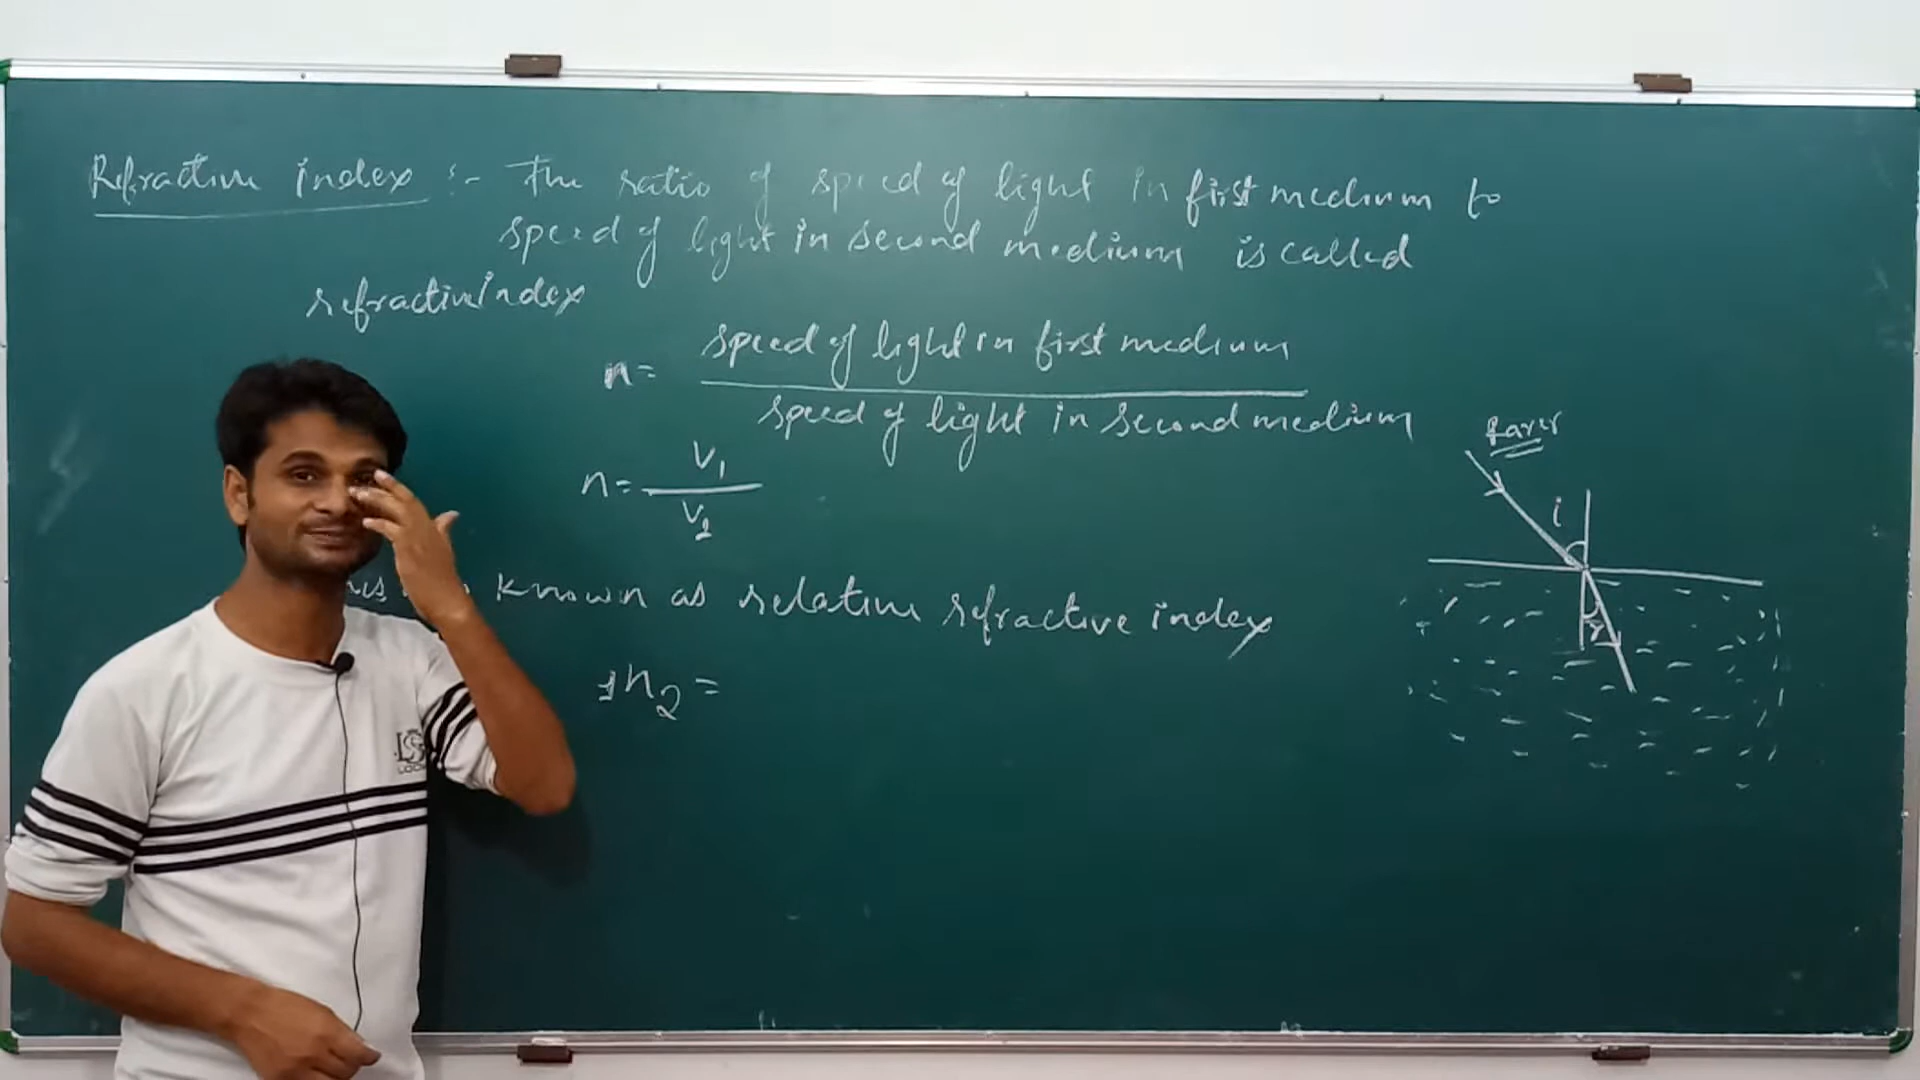 Refractive index :- The ratio of speed of light in first medium to
speed of light in second medium is called
refractive index
n = speed of light in first medium
speed of light in second medium
n = V₁
V₂
known as relative refractive index
₁n₂ =
Rarer
i
r